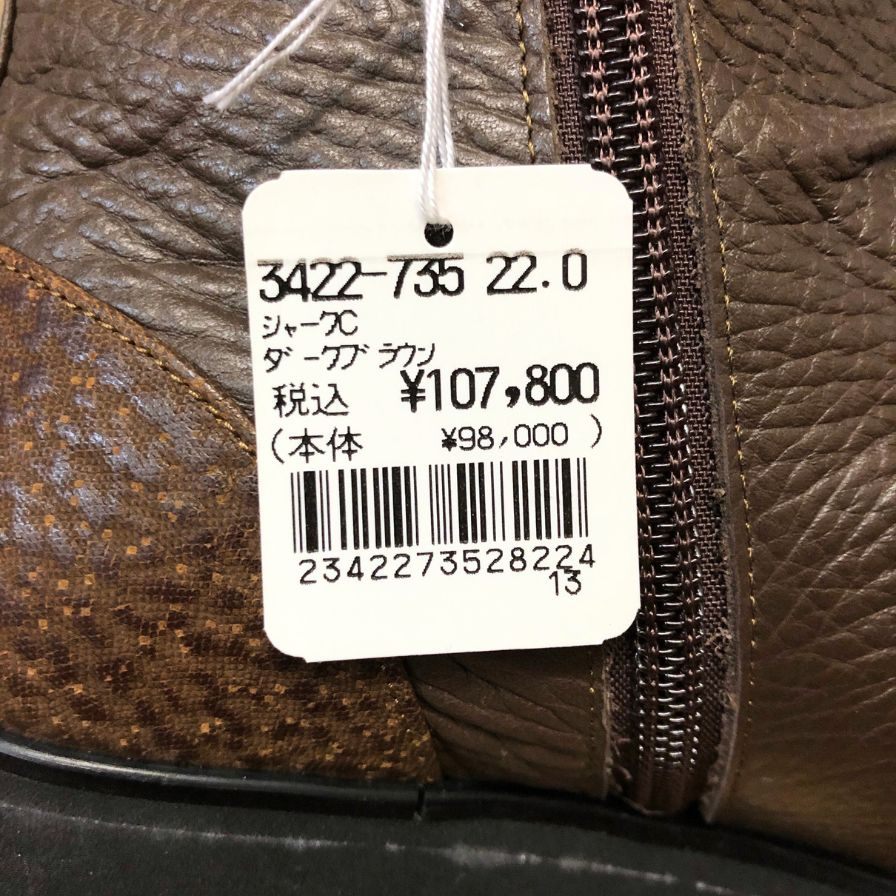 3422-735 22.0
シャークC
ダークブラウン
税込 ¥107,800
(本体 ¥98,000 )
2342273528224
13